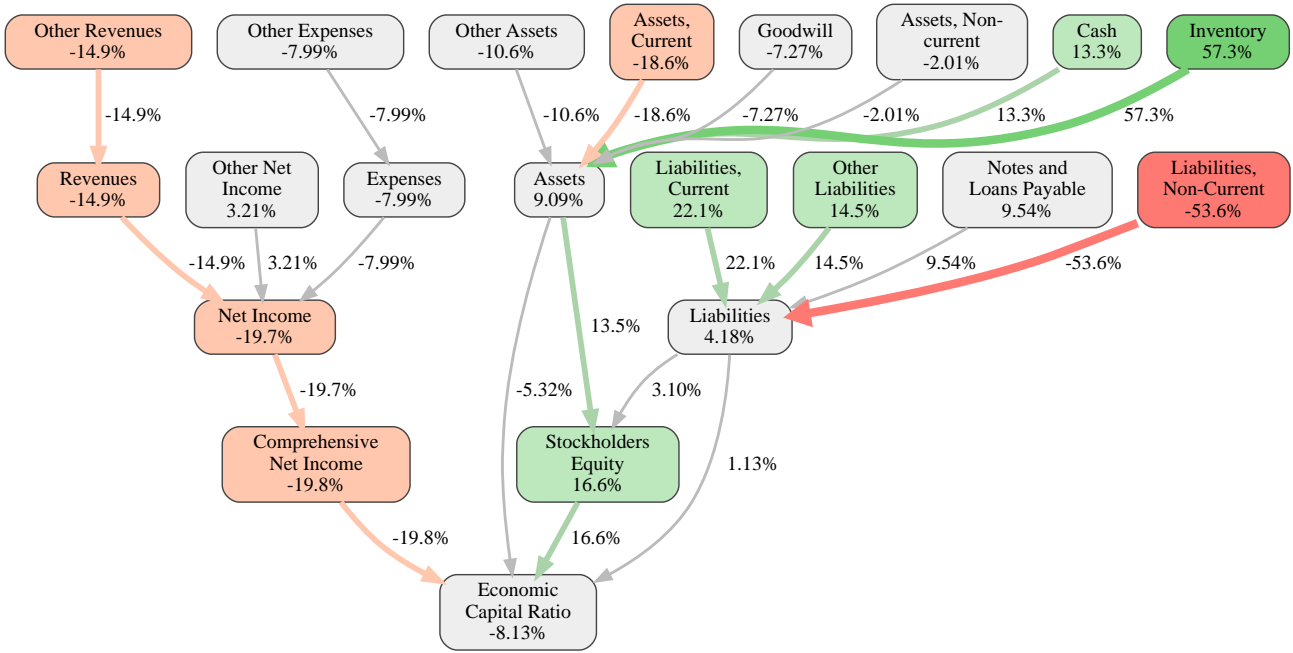 Other Revenues
-14.9%
Other Expenses
-7.99%
Other Assets
-10.6%
Assets,
Current
-18.6%
Goodwill
-7.27%
Assets, Non-
current
-2.01%
Cash
13.3%
Inventory
57.3%
-14.9%
-7.99%
-10.6%
-18.6%
-7.27%
-2.01%
13.3%
57.3%
Revenues
-14.9%
Other Net
Income
3.21%
Expenses
-7.99%
Assets
9.09%
Liabilities,
Current
22.1%
Other
Liabilities
14.5%
Notes and
Loans Payable
9.54%
Liabilities,
Non-Current
-53.6%
-14.9%
3.21%
-7.99%
22.1%
14.5%
9.54%
-53.6%
Net Income
-19.7%
13.5%
Liabilities
4.18%
-19.7%
-5.32%
3.10%
Comprehensive
Net Income
-19.8%
Stockholders
Equity
16.6%
1.13%
-19.8%
16.6%
Economic
Capital Ratio
-8.13%